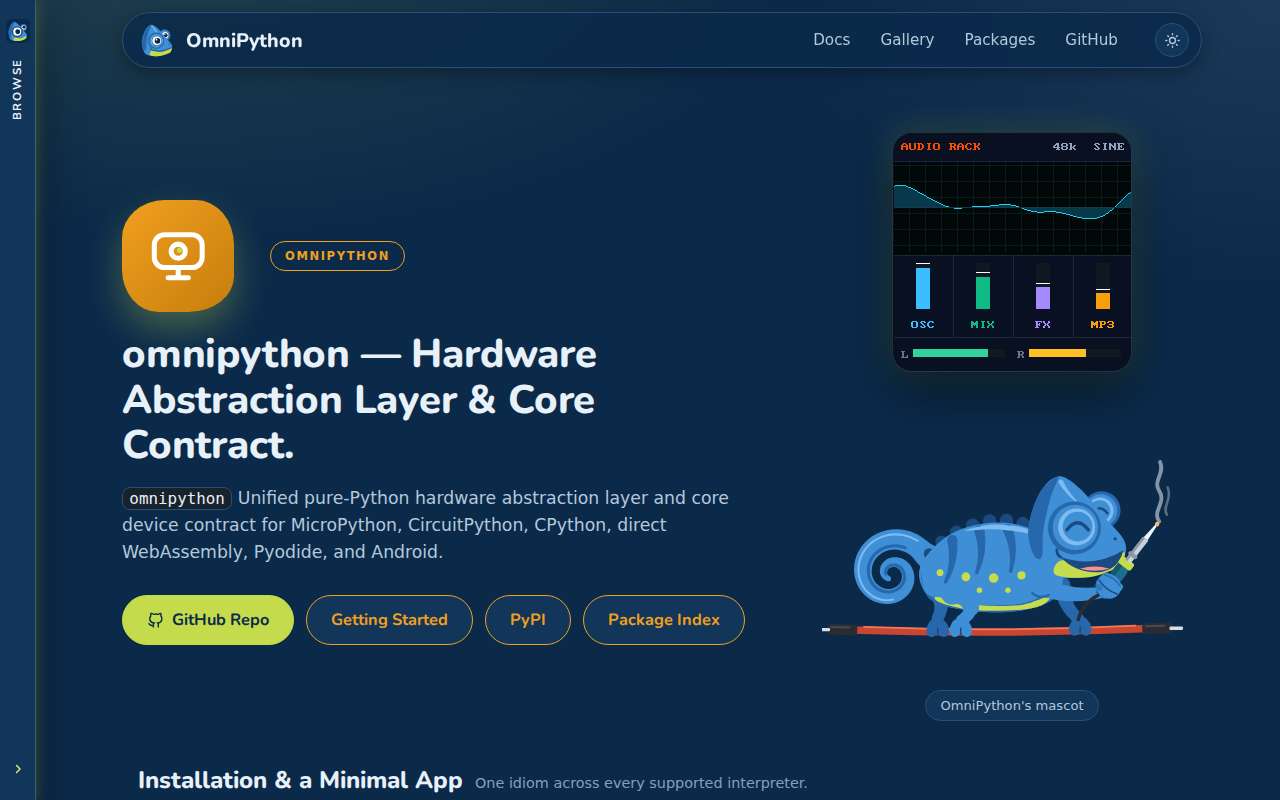 BROWSE
OmniPython
Docs
Gallery
Packages
GitHub
AUDIO RACK
48k
SINE
OSC
MIX
FX
MP3
L
R
OMNIPYTHON
omnipython — Hardware
Abstraction Layer & Core
Contract.
omnipython Unified pure-Python hardware abstraction layer and core
device contract for MicroPython, CircuitPython, CPython, direct
WebAssembly, Pyodide, and Android.
GitHub Repo
Getting Started
PyPI
Package Index
OmniPython's mascot
Installation & a Minimal App
One idiom across every supported interpreter.